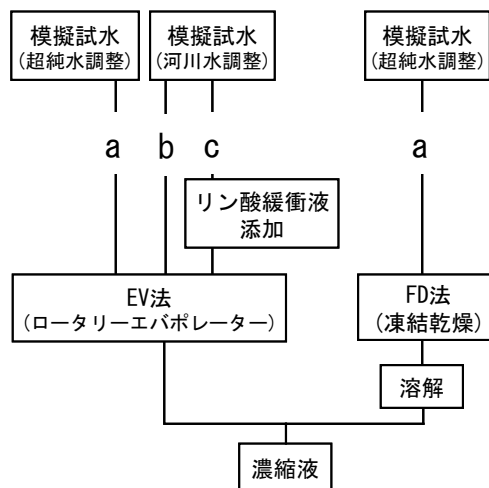 模擬試水
(超純水調整)
模擬試水
(河川水調整)
模擬試水
(超純水調整)
a
b
c
a
リン酸緩衝液
添加
EV法
(ロータリーエバポレーター)
FD法
(凍結乾燥)
溶解
濃縮液